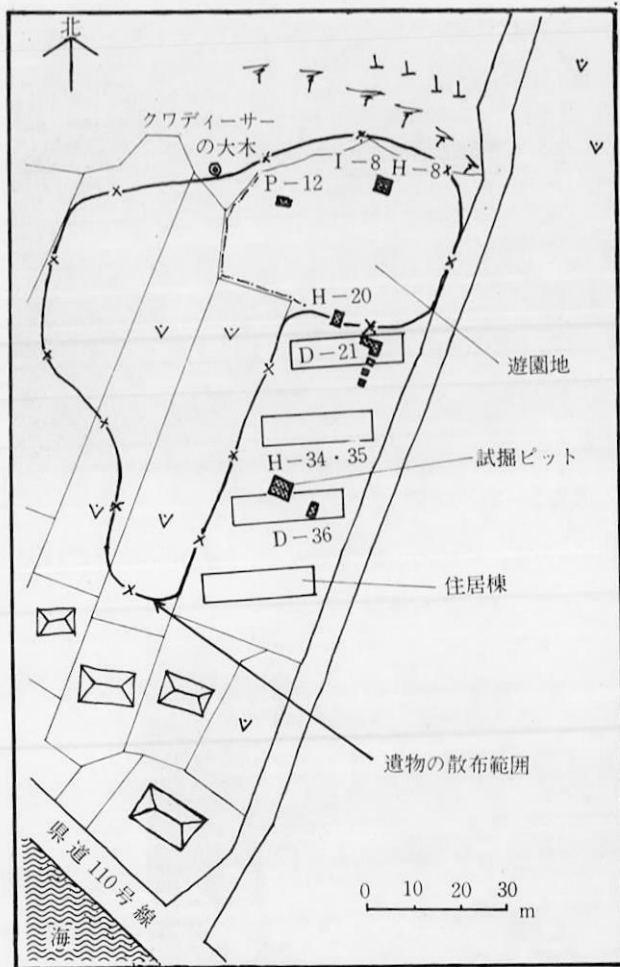 北
クワディーサー
の大木
I-8
H-8
P-12
H-20
D-21
遊園地
H-34・35
試掘ピット
D-36
住居棟
遺物の散布範囲
県道110号線
海
0 10 20 30
m